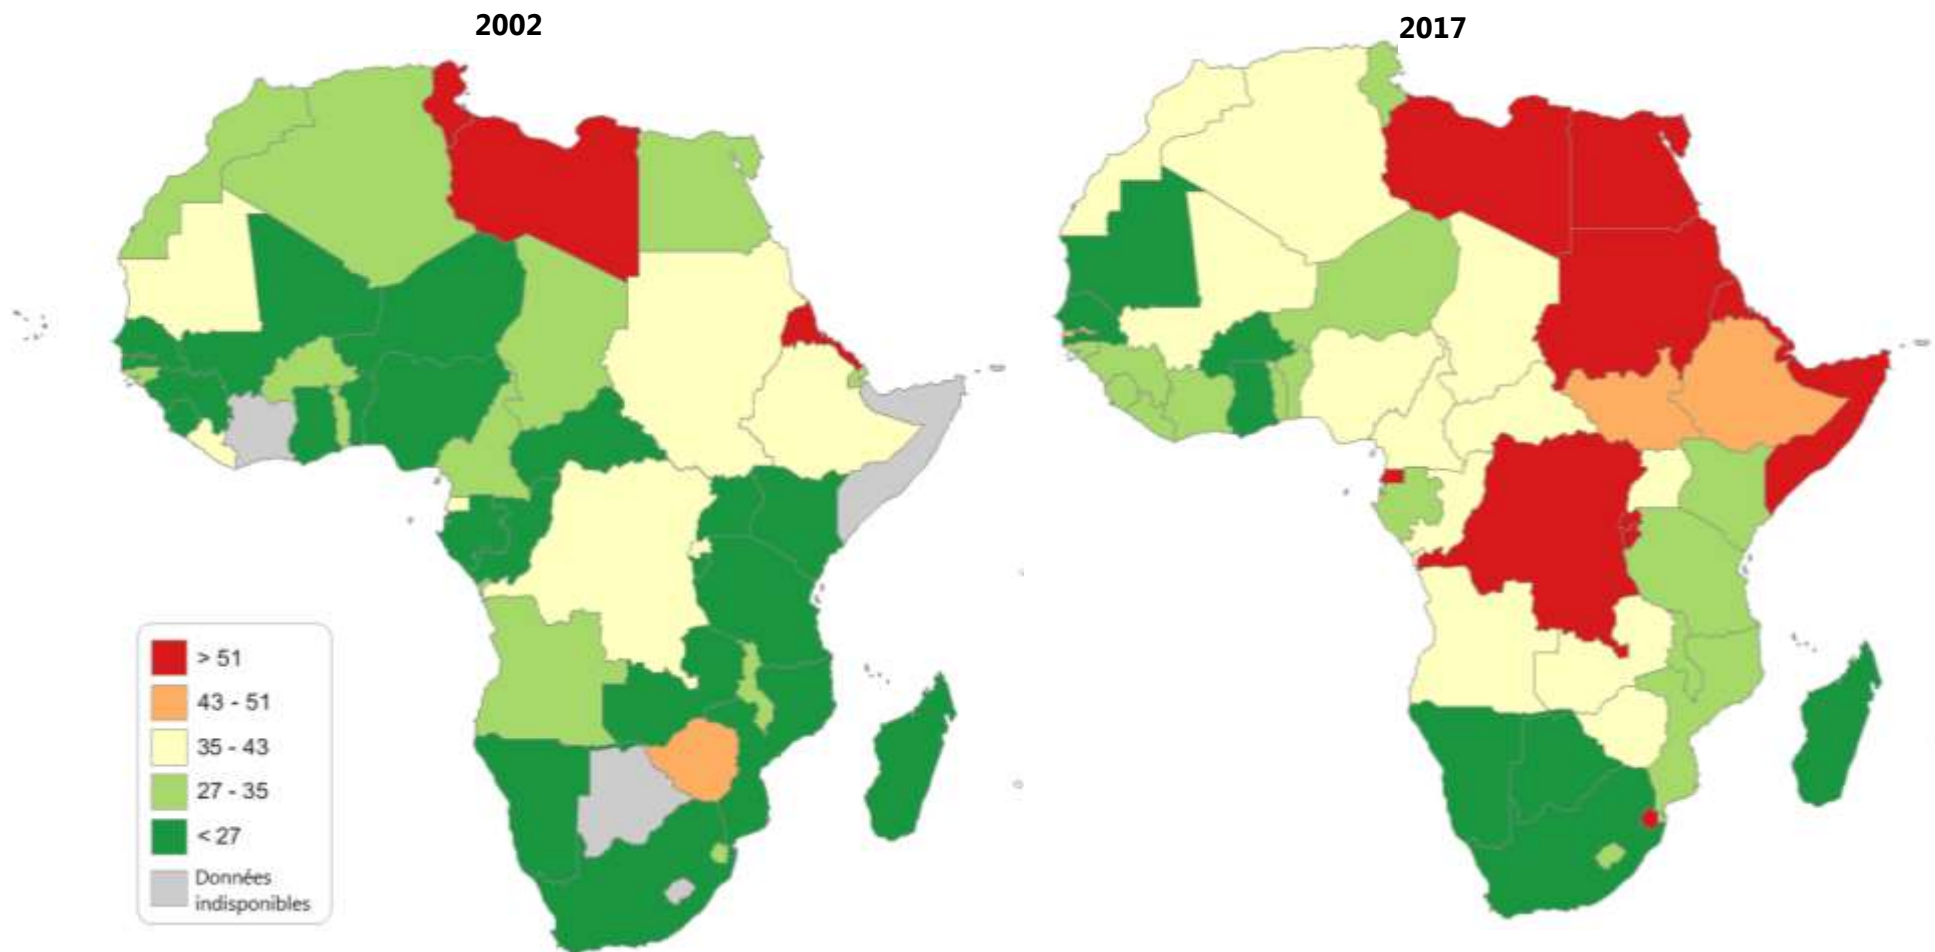 2002
2017
> 51
43 - 51
35 - 43
27 - 35
< 27
Données
indisponibles